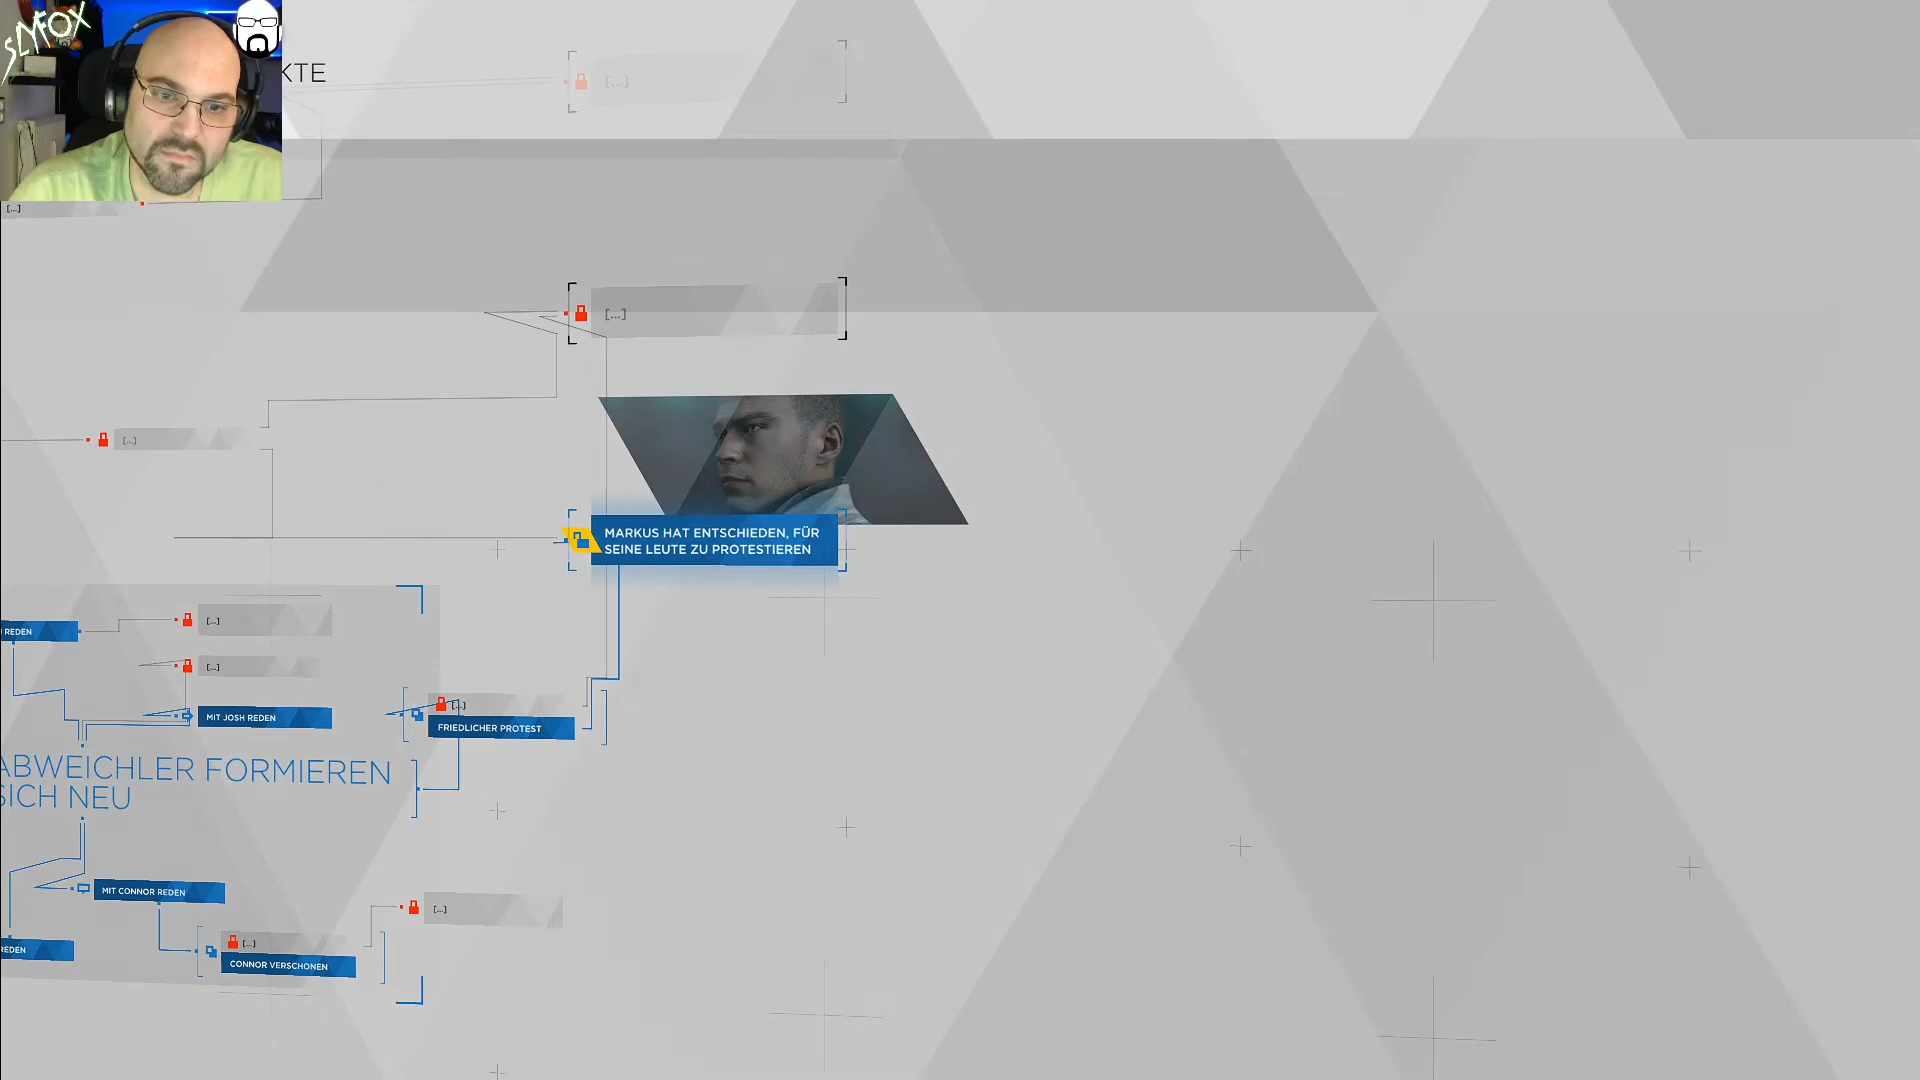 SLYFOX
KTE
[...]
[...]
[...]
[...]
MARKUS HAT ENTSCHIEDEN, FÜR
SEINE LEUTE ZU PROTESTIEREN
REDEN
[...]
[...]
MIT JOSH REDEN
[...]
FRIEDLICHER PROTEST
ABWEICHLER FORMIEREN
SICH NEU
MIT CONNOR REDEN
[...]
REDEN
[...]
CONNOR VERSCHONEN